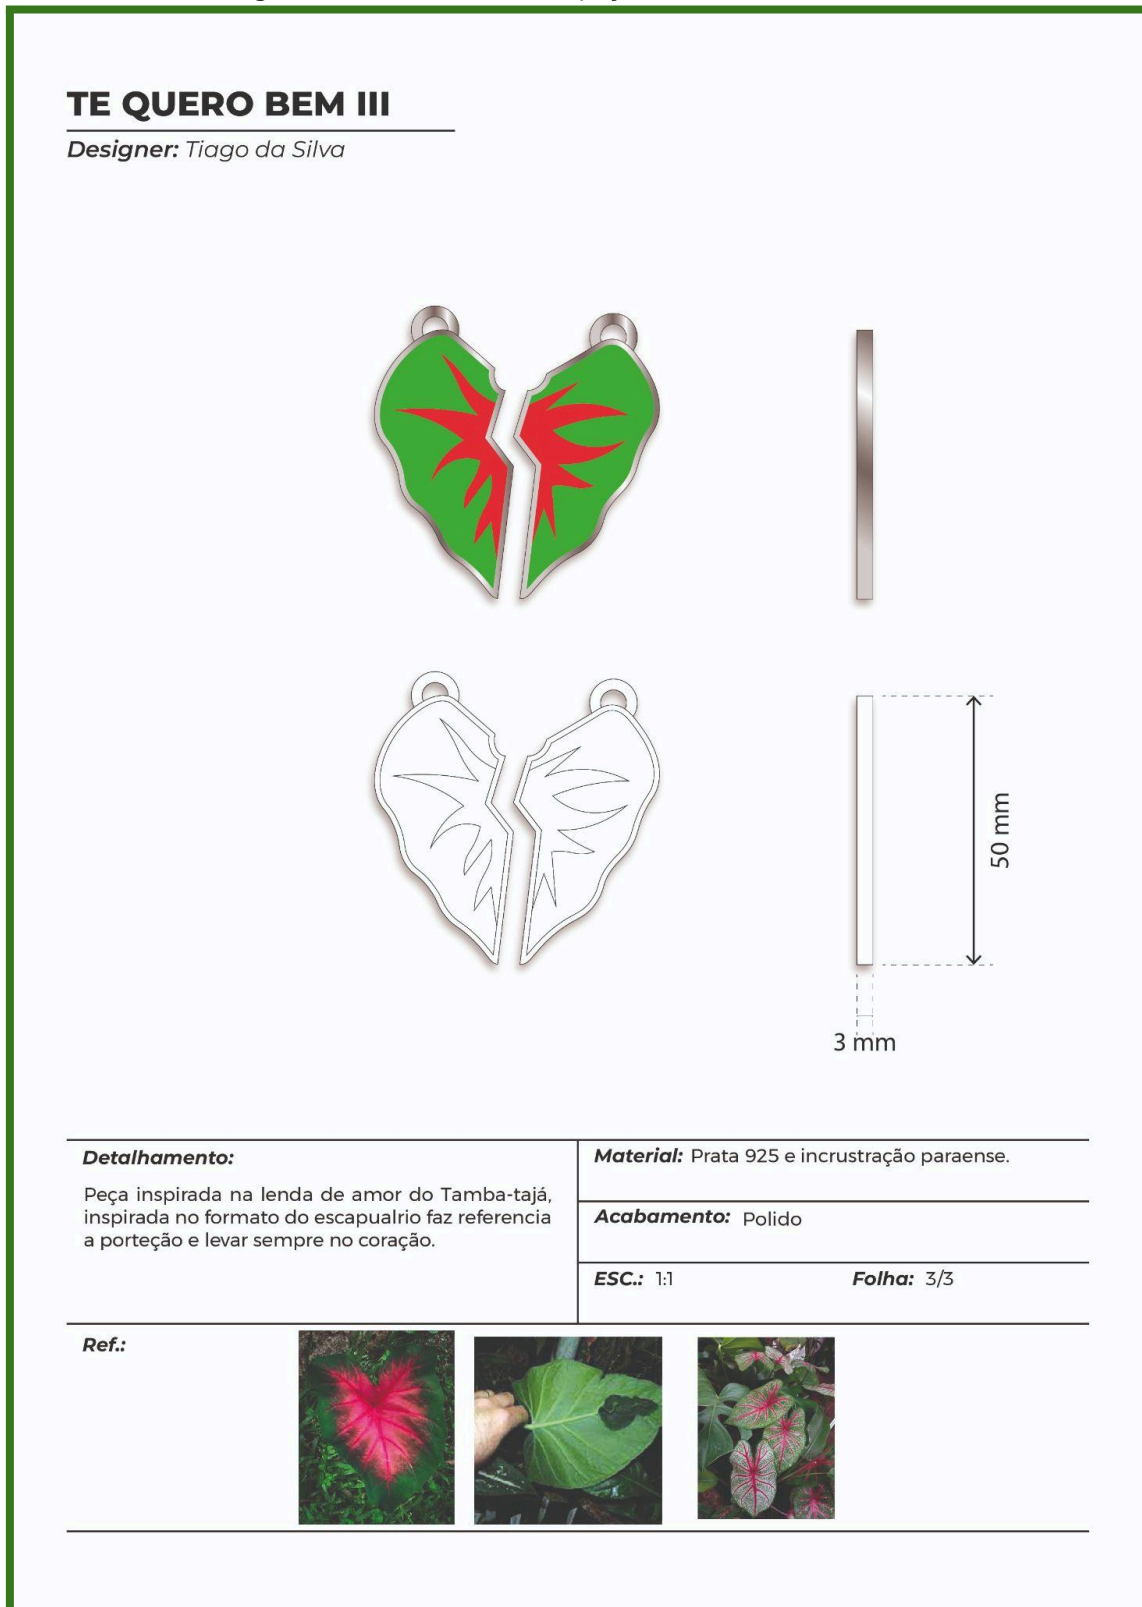 TE QUERO BEM III
Designer: Tiago da Silva
50 mm
3 mm
Detalhamento:
Peça inspirada na lenda de amor do Tamba-tajá,
inspirada no formato do escapualrio faz referencia
a porteção e levar sempre no coração.
Material: Prata 925 e incrustração paraense.
Acabamento: Polido
ESC.: 1:1 Folha: 3/3
Ref.: